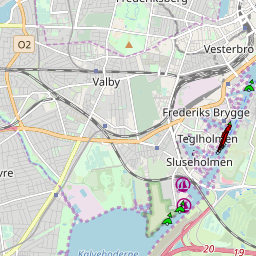 Frederiksberg
O2
Vesterbro
Valby
Frederiks Brygge
Teglholmen
Sluseholmen
vre
Kalveboderne
20
19